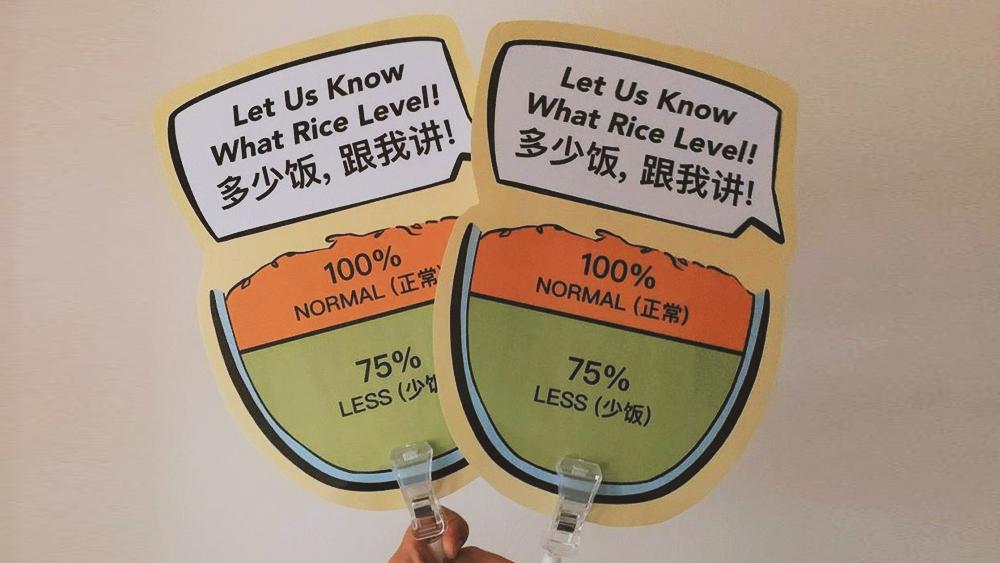 Let Us Know
What Rice Level!
多少饭, 跟我讲!
100%
NORMAL (正常
75%
LESS (少饭
Let Us Know
What Rice Level!
多少饭, 跟我讲!
100%
NORMAL (正常)
75%
LESS (少饭)